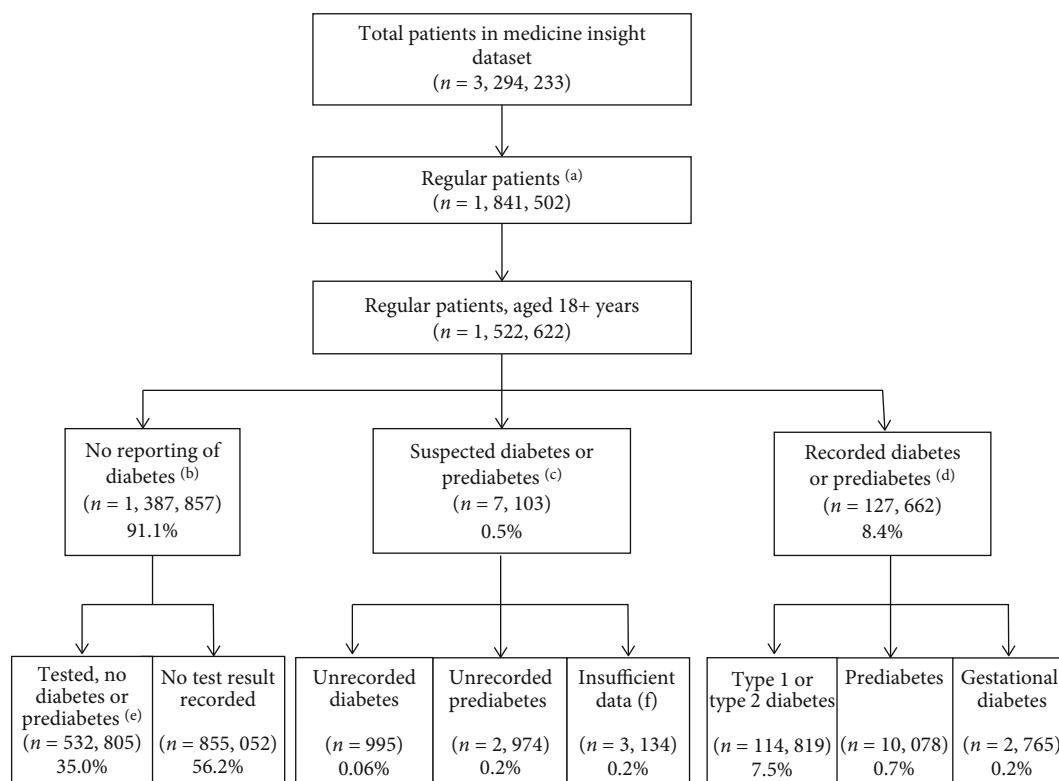 Total patients in medicine insight
dataset
(n = 3, 294, 233)
Regular patients (a)
(n = 1, 841, 502)
Regular patients, aged 18+ years
(n = 1, 522, 622)
No reporting of
diabetes (b)
(n = 1, 387, 857)
91.1%
Suspected diabetes or
prediabetes (c)
(n = 7, 103)
0.5%
Recorded diabetes
or prediabetes (d)
(n = 127, 662)
8.4%
Tested, no
diabetes or
prediabetes (e)
(n = 532, 805)
35.0%
No test result
recorded
(n = 855, 052)
56.2%
Unrecorded
diabetes
(n = 995)
0.06%
Unrecorded
prediabetes
(n = 2, 974)
0.2%
Insufficient
data (f)
(n = 3, 134)
0.2%
Type 1 or
type 2 diabetes
(n = 114, 819)
7.5%
Prediabetes
(n = 10, 078)
0.7%
Gestational
diabetes
(n = 2, 765)
0.2%